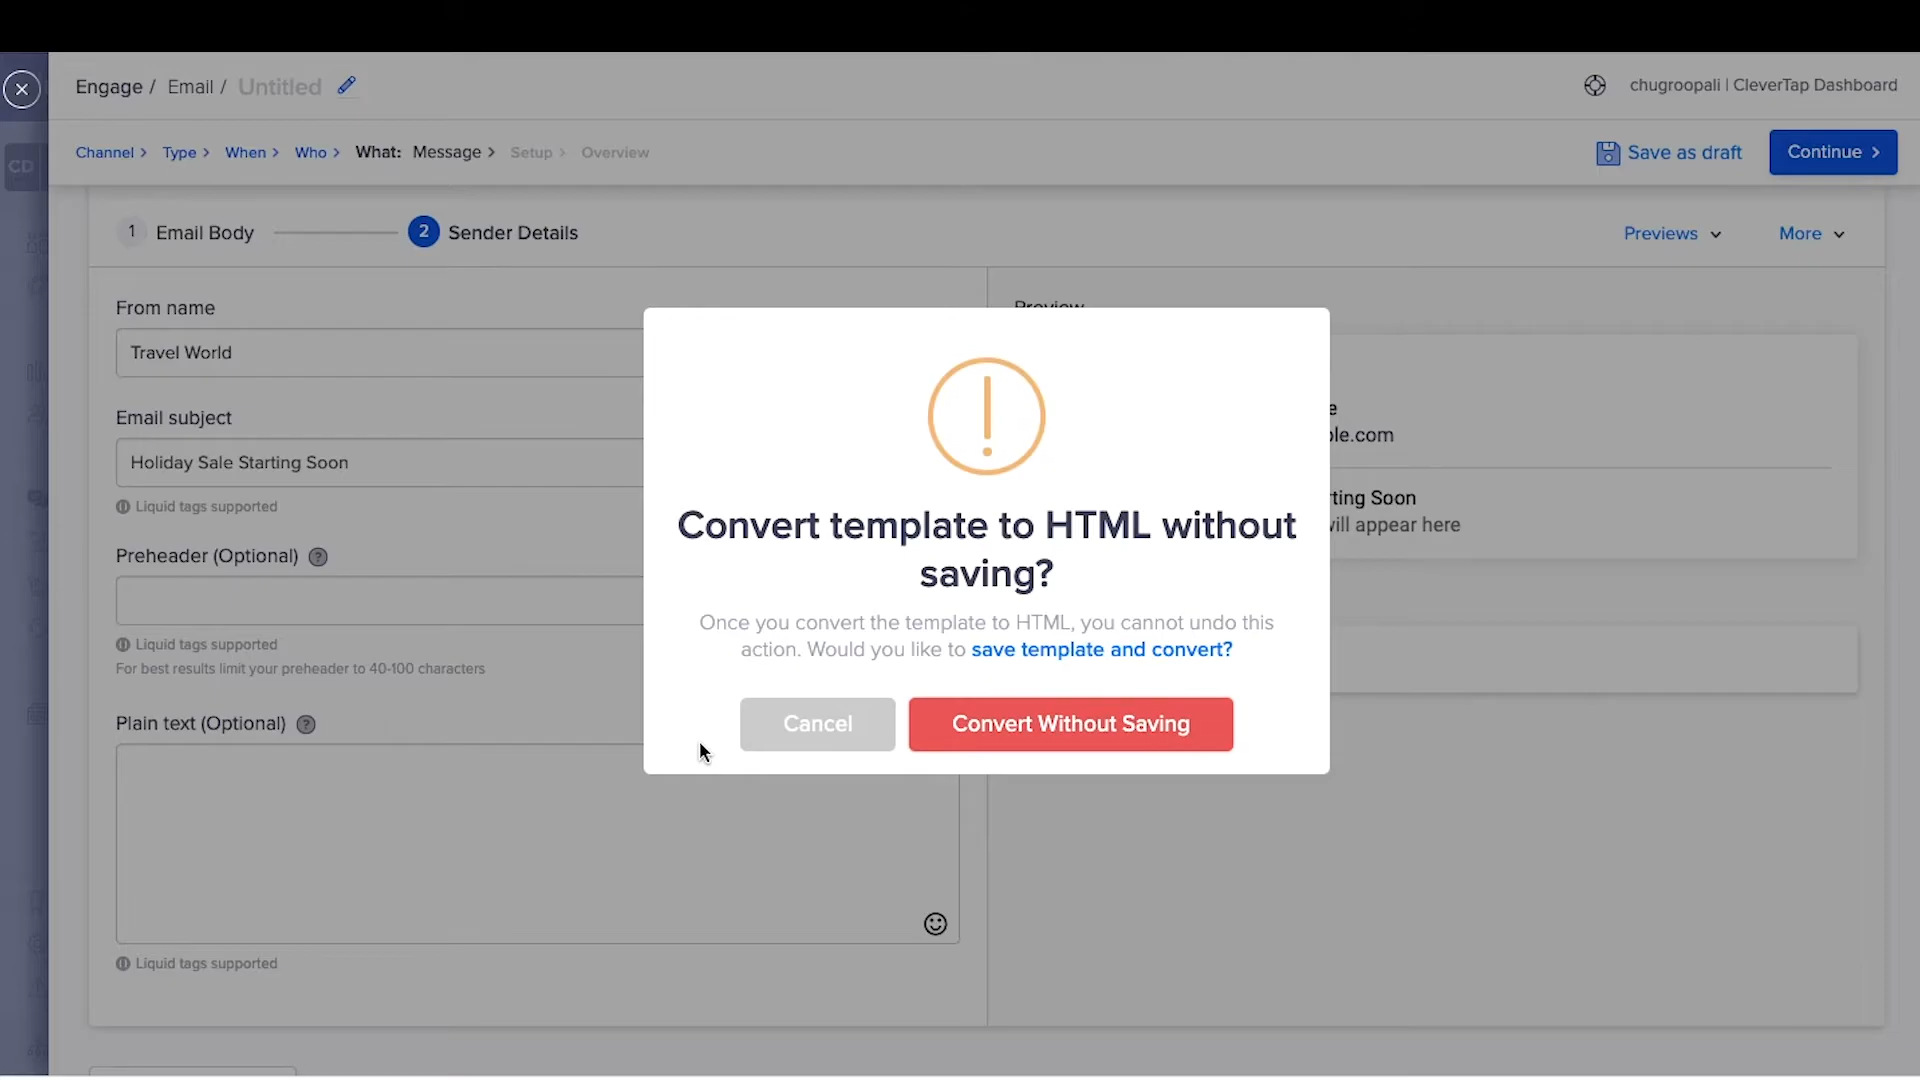 Engage / Email / Untitled
chugroopali | CleverTap Dashboard
CD
Channel > Type > When > Who > What: Message > Setup > Overview
Save as draft
Continue >
1 Email Body
2 Sender Details
Previews
More
From name
Travel World
Email subject
Holiday Sale Starting Soon
Liquid tags supported
Preheader (Optional) ?
Liquid tags supported
For best results limit your preheader to 40-100 characters
Plain text (Optional) ?
Liquid tags supported
Preview
ble.com
rting Soon
will appear here
Convert template to HTML without
saving?
Once you convert the template to HTML, you cannot undo this
action. Would you like to save template and convert?
Cancel
Convert Without Saving